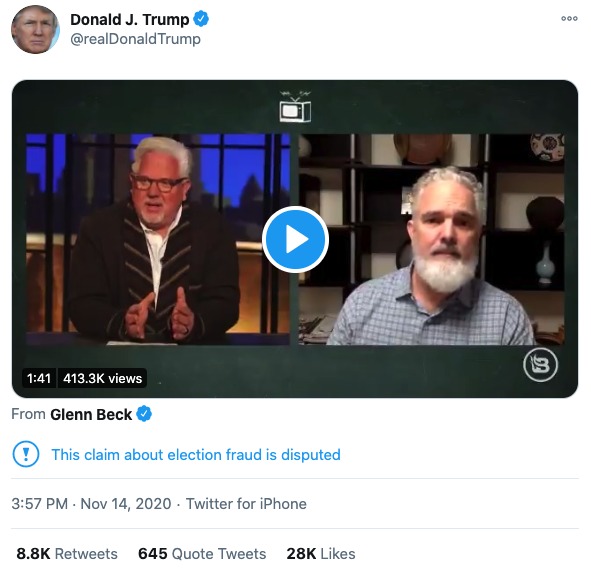 Donald J. Trump
@realDonaldTrump
1:41 413.3K views
From Glenn Beck
This claim about election fraud is disputed
3:57 PM · Nov 14, 2020 · Twitter for iPhone
8.8K Retweets 645 Quote Tweets 28K Likes